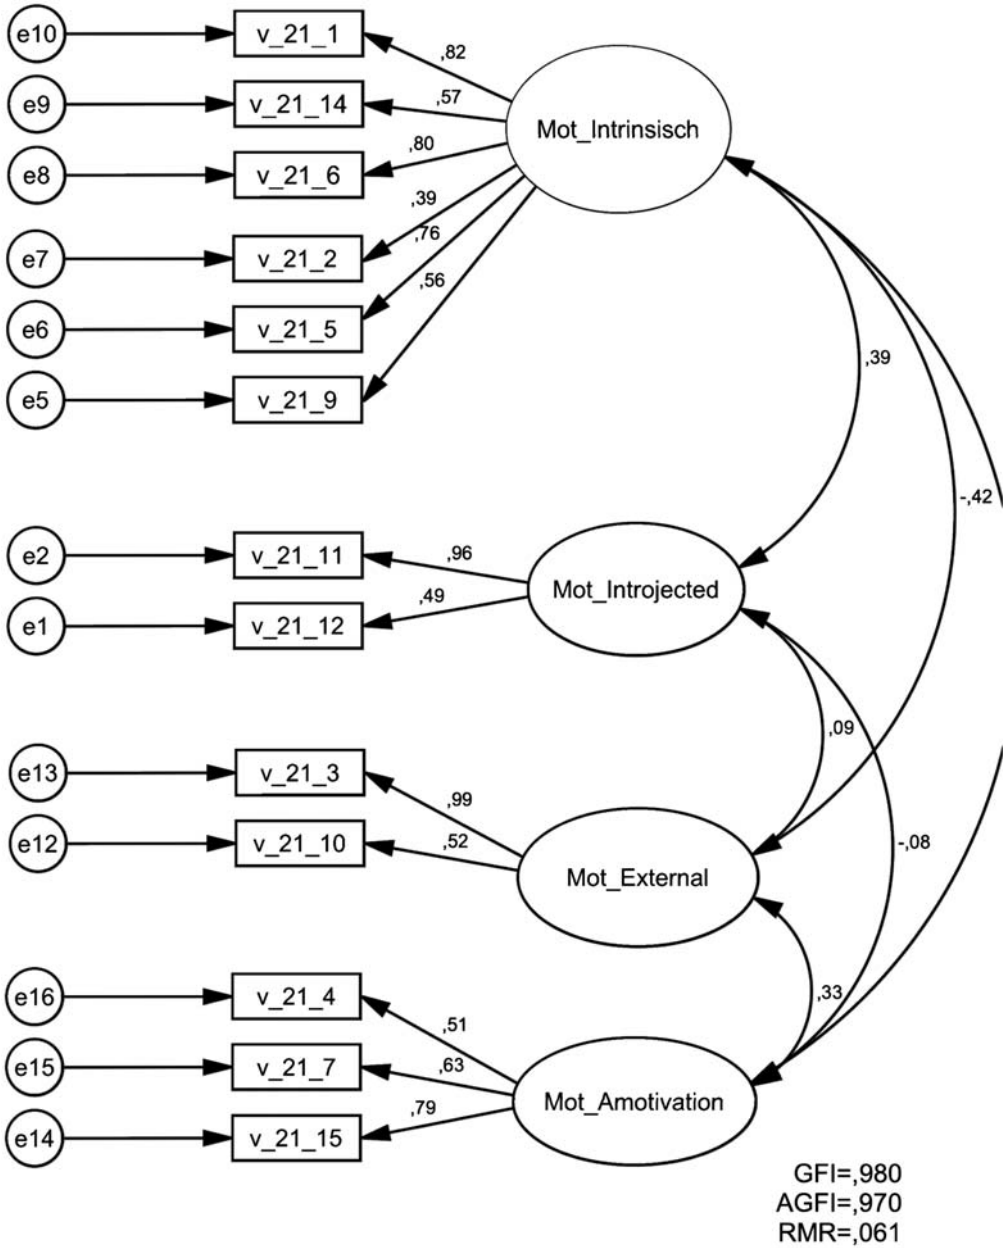 e10
v_21_1
,82
e9
v_21_14
,57
Mot_Intrinsisch
e8
v_21_6
,80
,39
e7
v_21_2
,76
e6
v_21_5
,56
e5
v_21_9
,39
-,42
e2
v_21_11
,96
Mot_Introjected
e1
v_21_12
,49
,09
e13
v_21_3
,99
e12
v_21_10
,52
Mot_External
-,08
,33
e16
v_21_4
,51
e15
v_21_7
,63
Mot_Amotivation
e14
v_21_15
,79
GFI=,980
AGFI=,970
RMR=,061